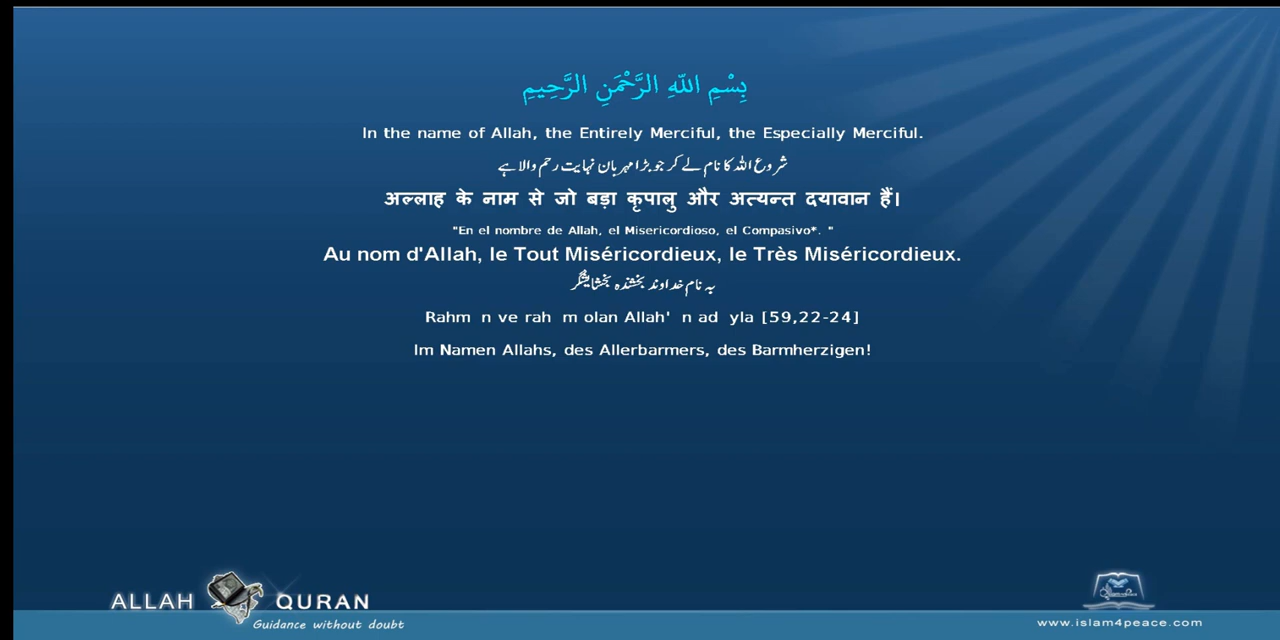 بِسْمِ اللّهِ الرَّحْمَنِ الرَّحِيمِ
In the name of Allah, the Entirely Merciful, the Especially Merciful.
شروع الله کا نام لے کر جو بڑا مہربان نہایت رحم والا ہے
अल्लाह के नाम से जो बड़ा कृपालु और अत्यन्त दयावान हैं।
"En el nombre de Allah, el Misericordioso, el Compasivo*. "
Au nom d'Allah, le Tout Miséricordieux, le Très Miséricordieux.
به نام خداوند بخشنده بخشایشگر
Rahm n ve rah m olan Allah' n ad yla [59,22-24]
Im Namen Allahs, des Allerbarmers, des Barmherzigen!
ALLAH QURAN
Guidance without doubt
www.islam4peace.com